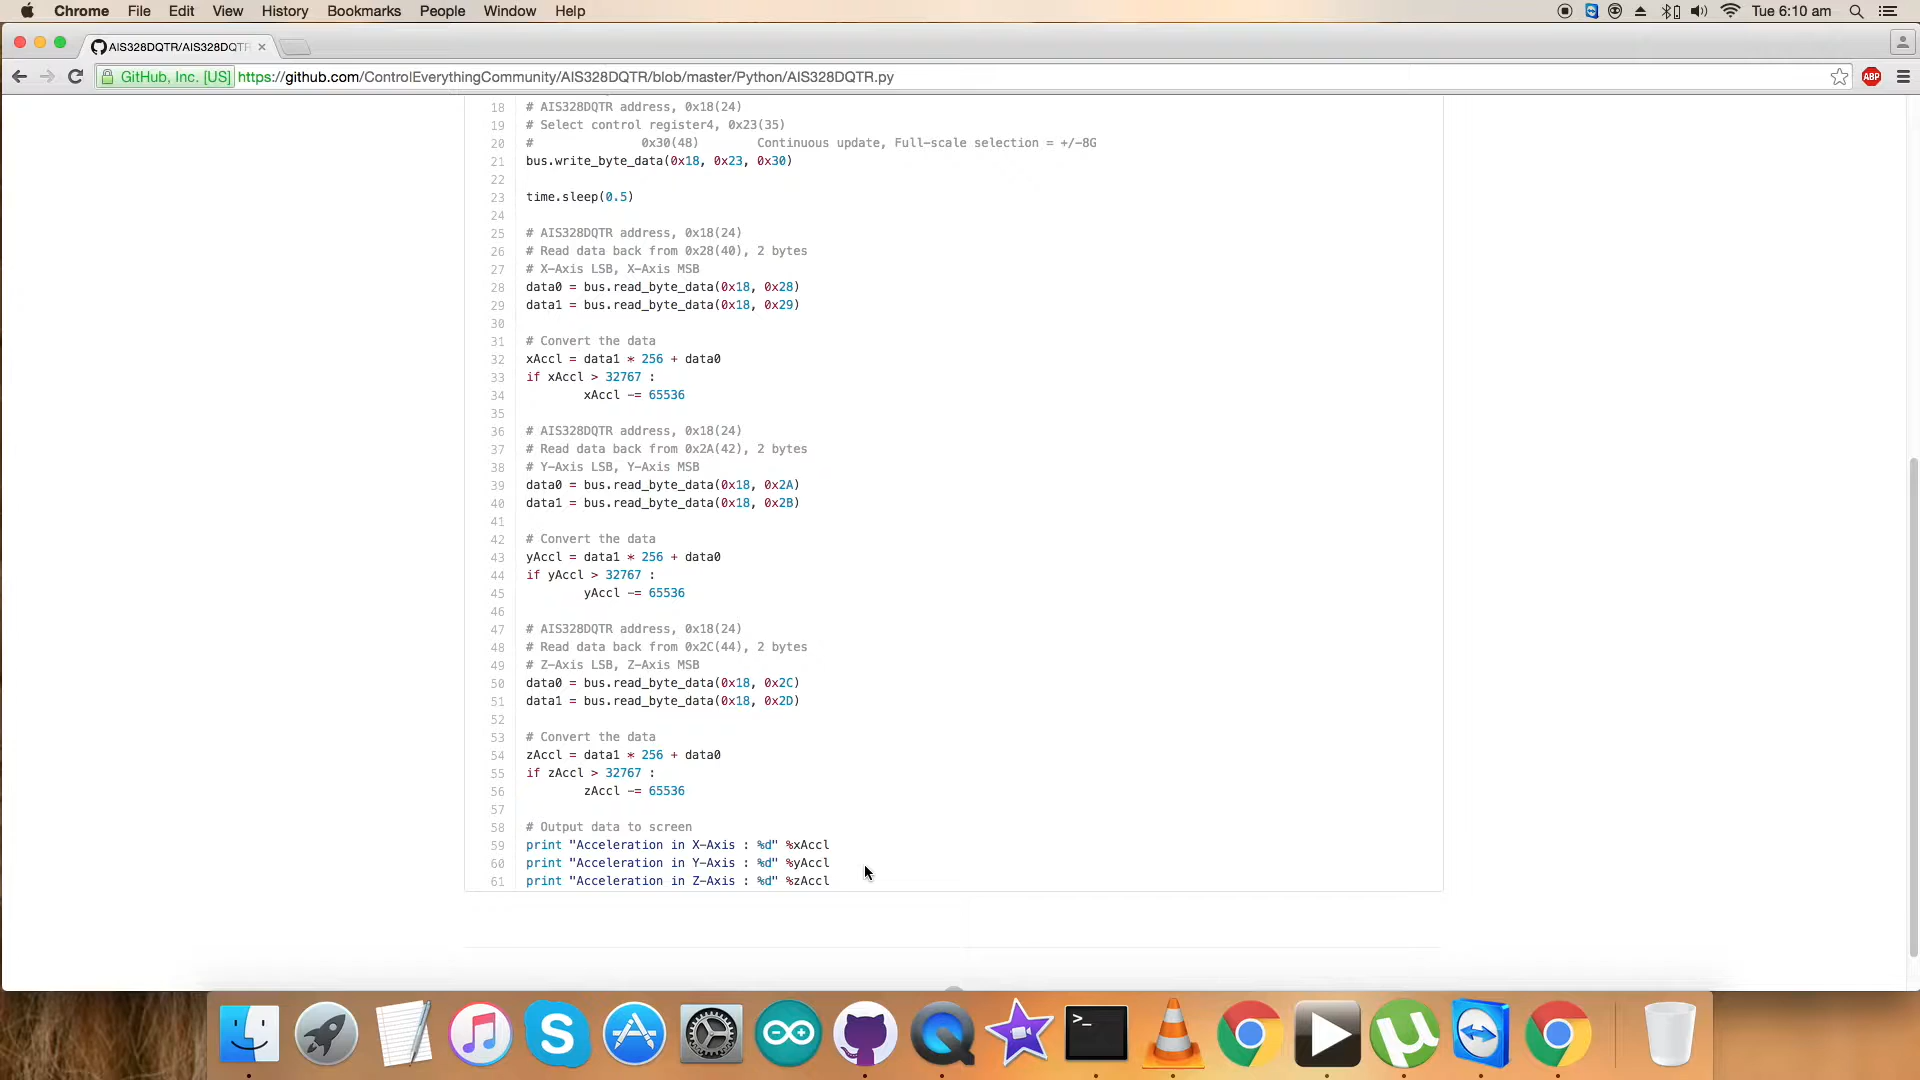 Chrome File Edit View History Bookmarks People Window Help Tue 6:10 am
AIS328DQTR/AIS328DQTR
GitHub, Inc. [US] https://github.com/ControlEverythingCommunity/AIS328DQTR/blob/master/Python/AIS328DQTR.py ABP
18 # AIS328DQTR address, 0x18(24)
19 # Select control register4, 0x23(35)
20 # 0x30(48) Continuous update, Full-scale selection = +/-8G
21 bus.write_byte_data(0x18, 0x23, 0x30)
22
23 time.sleep(0.5)
24
25 # AIS328DQTR address, 0x18(24)
26 # Read data back from 0x28(40), 2 bytes
27 # X-Axis LSB, X-Axis MSB
28 data0 = bus.read_byte_data(0x18, 0x28)
29 data1 = bus.read_byte_data(0x18, 0x29)
30
31 # Convert the data
32 xAccl = data1 * 256 + data0
33 if xAccl > 32767 :
34 xAccl -= 65536
35
36 # AIS328DQTR address, 0x18(24)
37 # Read data back from 0x2A(42), 2 bytes
38 # Y-Axis LSB, Y-Axis MSB
39 data0 = bus.read_byte_data(0x18, 0x2A)
40 data1 = bus.read_byte_data(0x18, 0x2B)
41
42 # Convert the data
43 yAccl = data1 * 256 + data0
44 if yAccl > 32767 :
45 yAccl -= 65536
46
47 # AIS328DQTR address, 0x18(24)
48 # Read data back from 0x2C(44), 2 bytes
49 # Z-Axis LSB, Z-Axis MSB
50 data0 = bus.read_byte_data(0x18, 0x2C)
51 data1 = bus.read_byte_data(0x18, 0x2D)
52
53 # Convert the data
54 zAccl = data1 * 256 + data0
55 if zAccl > 32767 :
56 zAccl -= 65536
57
58 # Output data to screen
59 print "Acceleration in X-Axis : %d" %xAccl
60 print "Acceleration in Y-Axis : %d" %yAccl
61 print "Acceleration in Z-Axis : %d" %zAccl